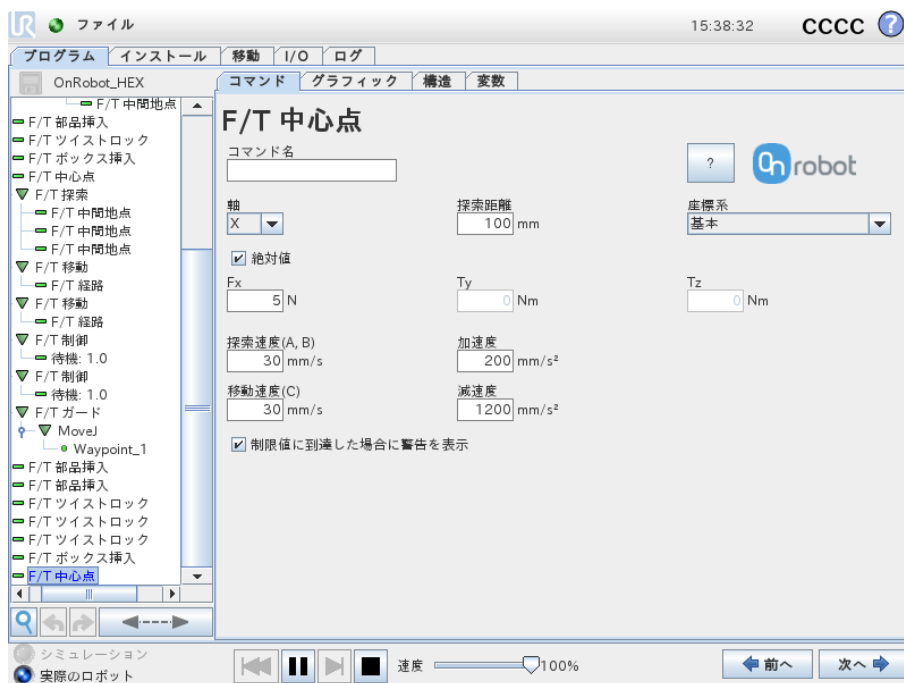 ファイル 15:38:32 CCCC ?
プログラム インストール 移動 I/O ログ
OnRobot_HEX
コマンド グラフィック 構造 変数
F/T 中間地点
F/T 部品挿入
F/T ツイストロック
F/T ボックス挿入
F/T 中心点
F/T 探索
F/T 中間地点
F/T 中間地点
F/T 中間地点
F/T 移動
F/T 経路
F/T 移動
F/T 経路
F/T 制御
待機: 1.0
F/T 制御
待機: 1.0
F/T ガード
MoveJ
Waypoint_1
F/T 部品挿入
F/T 部品挿入
F/T ツイストロック
F/T ツイストロック
F/T ツイストロック
F/T ボックス挿入
F/T 中心点
F/T 中心点
コマンド名
? On robot
軸 探索距離 座標系
X 100 mm 基本
絶対値
Fx Ty Tz
5 N 0 Nm 0 Nm
探索速度(A, B) 加速度
30 mm/s 200 mm/s²
移動速度(C) 減速度
30 mm/s 1200 mm/s²
制限値に到達した場合に警告を表示
シミュレーション
実際のロボット
速度 100% 前へ 次へ